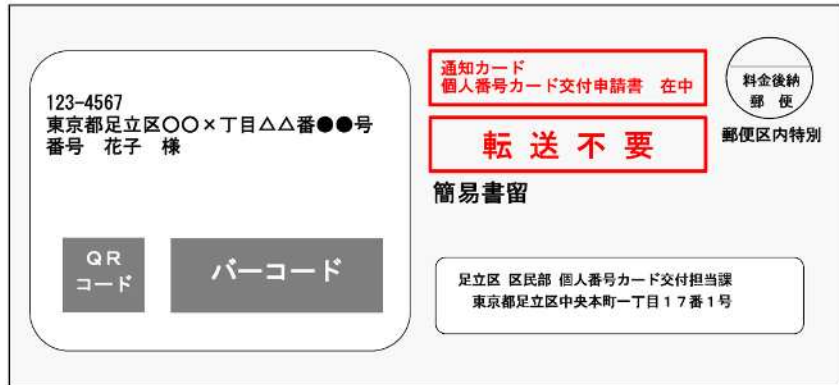 123-4567
東京都足立区〇〇×丁目△△番●●号
番号 花子 様
QR
コード
バーコード
通知カード
個人番号カード交付申請書 在中
転送不要
簡易書留
料金後納
郵便
郵便区内特別
足立区 区民部 個人番号カード交付担当課
東京都足立区中央本町一丁目17番1号